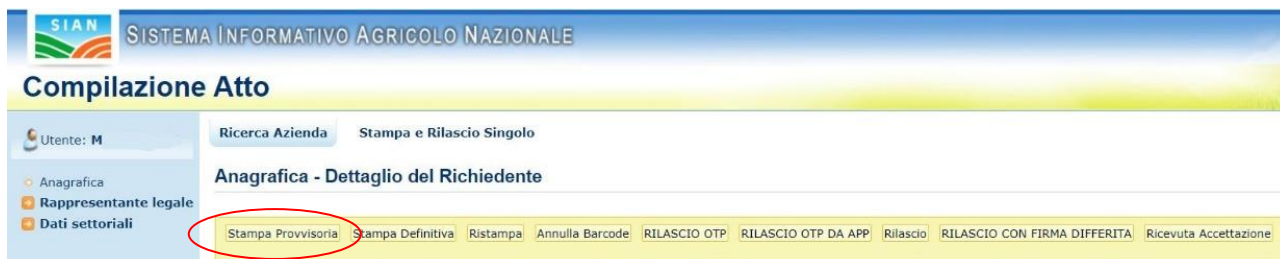 SIAN
SISTEMA INFORMATIVO AGRICOLO NAZIONALE
Compilazione Atto
Utente: M
Ricerca Azienda Stampa e Rilascio Singolo
Anagrafica
Rappresentante legale
Dati settoriali
Anagrafica - Dettaglio del Richiedente
Stampa Provvisoria Stampa Definitiva Ristampa Annulla Barcode RILASCIO OTP RILASCIO OTP DA APP Rilascio RILASCIO CON FIRMA DIFFERITA Ricevuta Accettazione